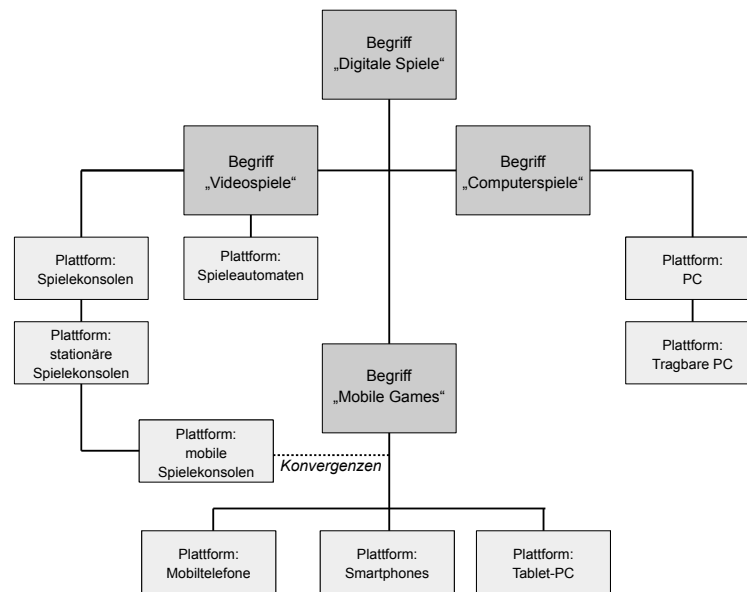 Begriff
„Digitale Spiele“
Begriff
„Videospiele“
Begriff
„Computerspiele“
Plattform:
Spielekonsolen
Plattform:
Spieleautomaten
Plattform:
PC
Plattform:
stationäre
Spielekonsolen
Plattform:
Tragbare PC
Begriff
„Mobile Games“
Plattform:
mobile
Spielekonsolen
Konvergenzen
Plattform:
Mobiltelefone
Plattform:
Smartphones
Plattform:
Tablet-PC